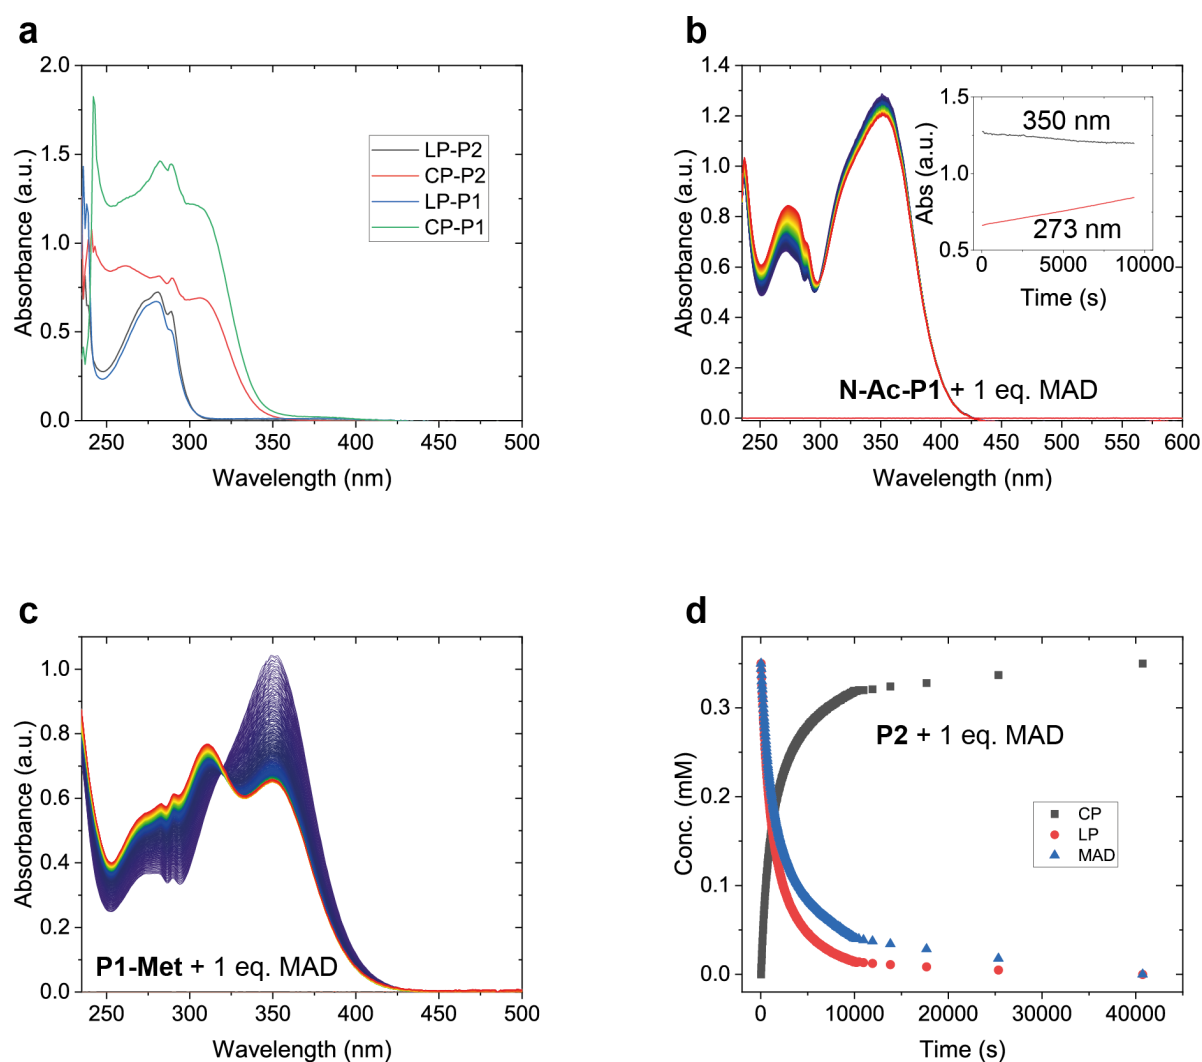 a
2.0
1.5
1.0
0.5
0.0
Absorbance (a.u.)
LP-P2
CP-P2
LP-P1
CP-P1
250 300 350 400 450 500
Wavelength (nm)
b
1.4
1.2
1.0
0.8
0.6
0.4
0.2
0.0
Absorbance (a.u.)
1.5
1.0
0.5
Abs (a.u.)
350 nm
273 nm
0 5000 10000
Time (s)
N-Ac-P1 + 1 eq. MAD
250 300 350 400 450 500 550 600
Wavelength (nm)
c
1.0
0.8
0.6
0.4
0.2
0.0
Absorbance (a.u.)
P1-Met + 1 eq. MAD
250 300 350 400 450 500
Wavelength (nm)
d
0.3
0.2
0.1
0.0
Conc. (mM)
P2 + 1 eq. MAD
CP
LP
MAD
0 10000 20000 30000 40000
Time (s)